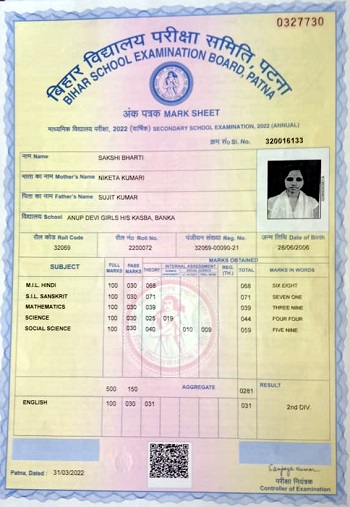 0327730
बिहार विद्यालय परीक्षा समिति पटना
BIHAR SCHOOL EXAMINATION BOARD, PATNA
अंक पत्रक MARK SHEET
माध्यमिक विद्यालय परीक्षा, 2022 (वार्षिक) SECONDARY SCHOOL EXAMINATION, 2022 (ANNUAL)
क्रम सं०/Sl. No. 320016133
नाम Name SAKSHI BHARTI
माता का नाम Mother's Name NIKETA KUMARI
पिता का नाम Father's Name SUJIT KUMAR
विद्यालय School ANUP DEVI GIRLS H/S KASBA, BANKA
रौल कोड Roll Code रौल नं० Roll No. पंजीयन संख्या Reg. No. जन्म तिथि Date of Birth
32069 2200072 32069-00090-21 28/06/2006
MARKS OBTAINED
SUBJECT FULL MARKS PASS MARKS THEORY INTERNAL ASSESSMENT REG. (TH.) TOTAL MARKS IN WORDS
M.I.L. HINDI 100 030 068 068 SIX EIGHT
S.I.L. SANSKRIT 100 030 071 071 SEVEN ONE
MATHEMATICS 100 030 039 039 THREE NINE
SCIENCE 100 030 025 019 044 FOUR FOUR
SOCIAL SCIENCE 100 030 040 010 009 059 FIVE NINE
500 150 AGGREGATE 0281 RESULT
ENGLISH 100 030 031 031 2nd DIV.
Patna, Dated : 31/03/2022
Sanjay Kumar
परीक्षा नियंत्रक
Controller of Examination